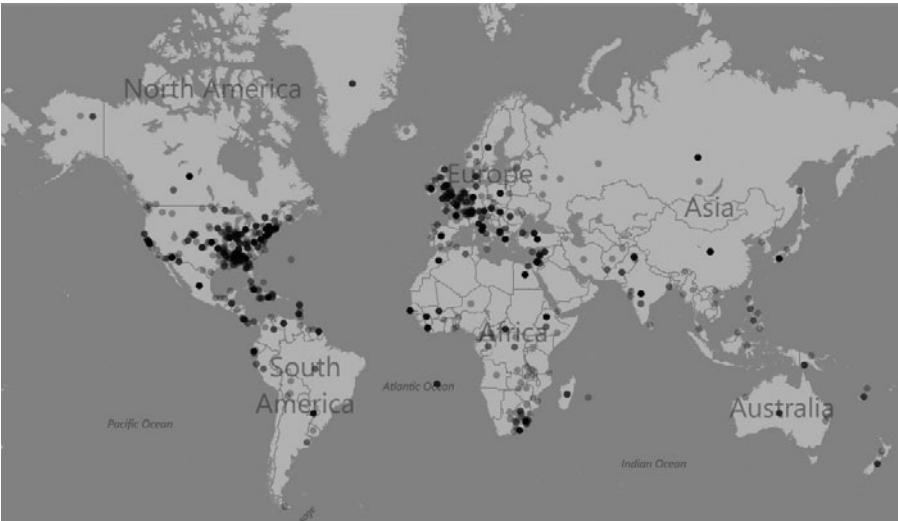 North America
Europe
Asia
Africa
South
America
Atlantic Ocean
Australia
Pacific Ocean
Indian Ocean